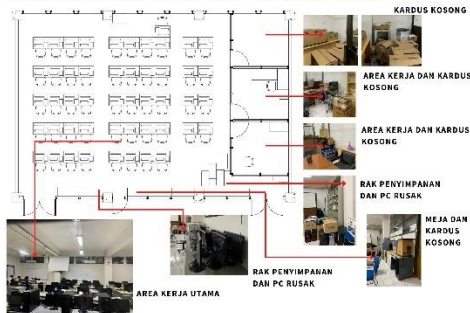 KARDUS KOSONG
AREA KERJA DAN KARDUS
KOSONG
AREA KERJA DAN KARDUS
KOSONG
RAK PENYIMPANAN
DAN PC RUSAK
MEJA DAN
KARDUS
KOSONG
RAK PENYIMPANAN
DAN PC RUSAK
AREA KERJA UTAMA